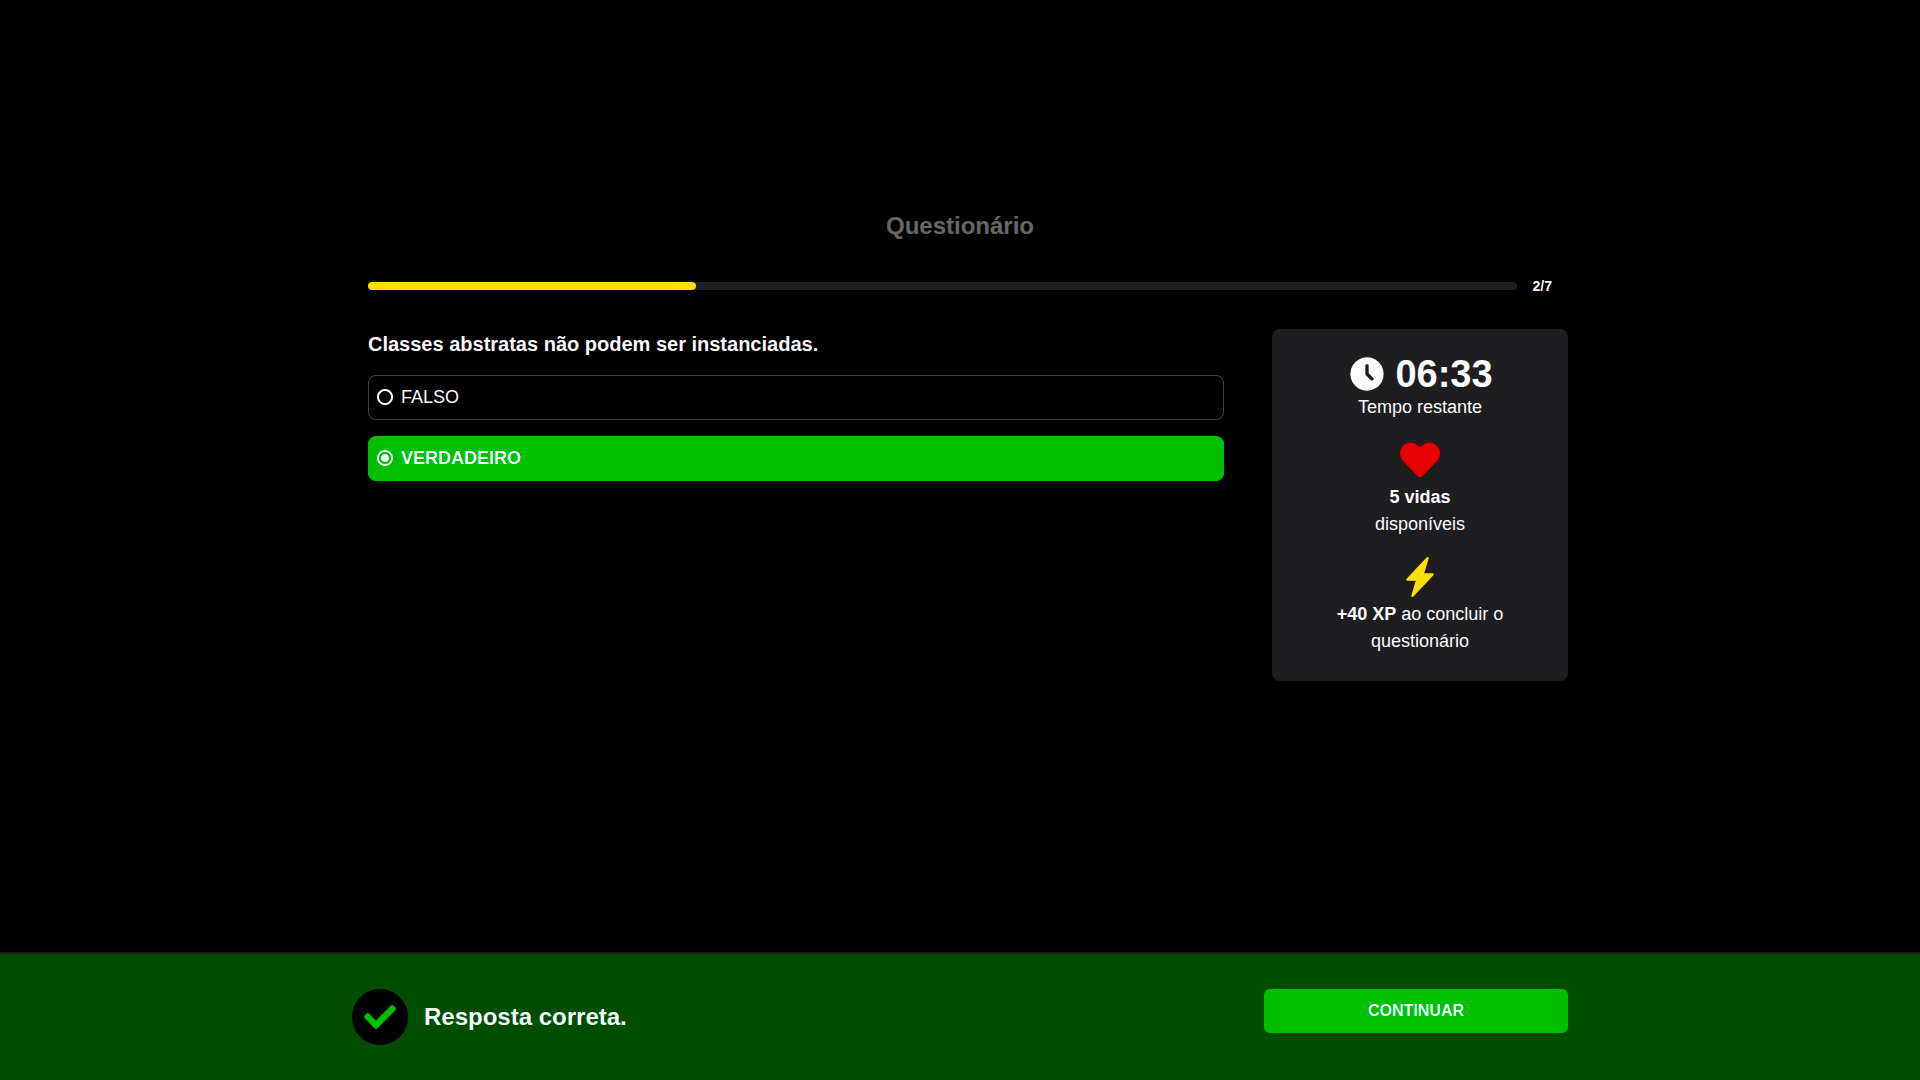 Questionário
2/7
Classes abstratas não podem ser instanciadas.
FALSO
VERDADEIRO
06:33
Tempo restante
5 vidas
disponíveis
+40 XP ao concluir o
questionário
Resposta correta.
CONTINUAR